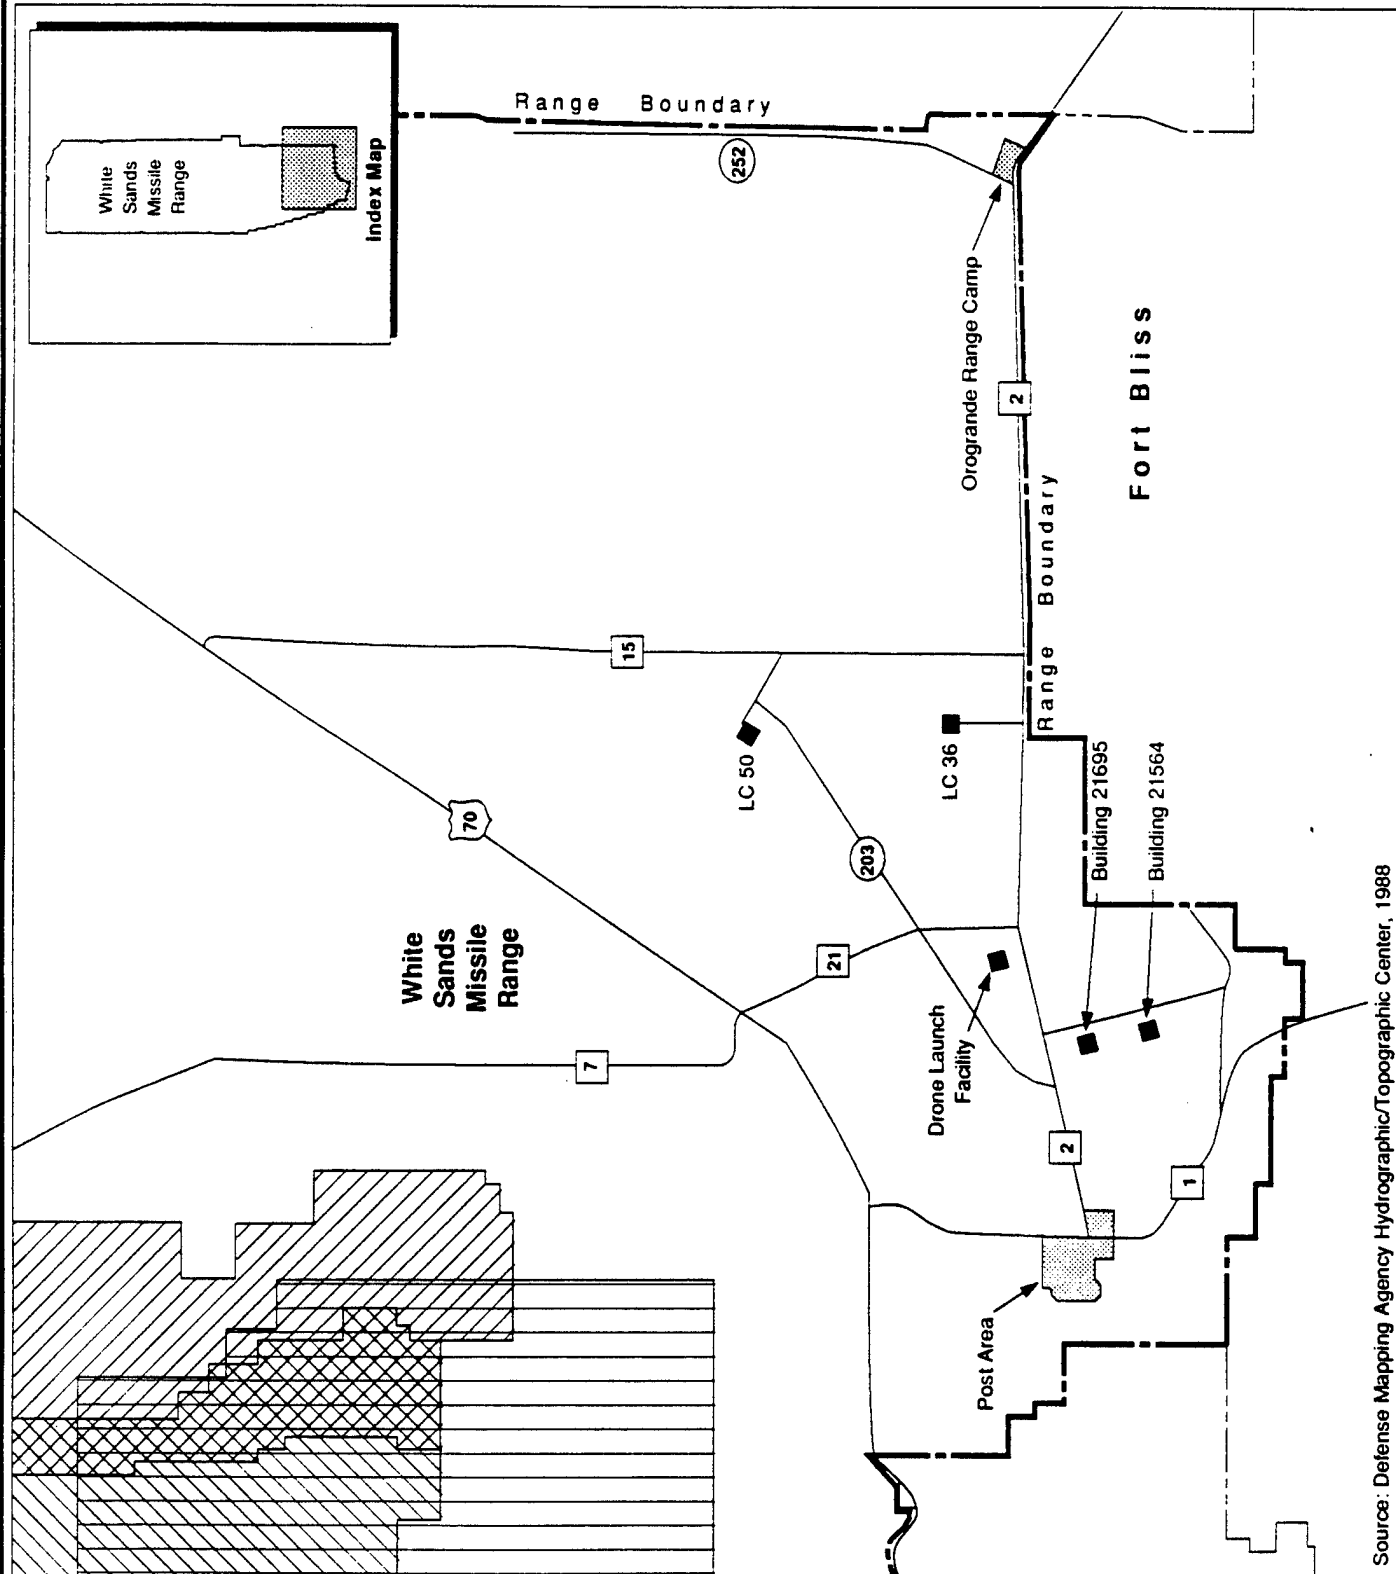 White
Sands
Missile
Range
Index Map
Range Boundary
252
Orogrande Range Camp
2
Fort Bliss
Range Boundary
15
LC 50
LC 36
70
203
White
Sands
Missile
Range
21
7
Drone Launch
Facility
Building 21695
Building 21564
2
1
Post Area
Source: Defense Mapping Agency Hydrographic/Topographic Center, 1988